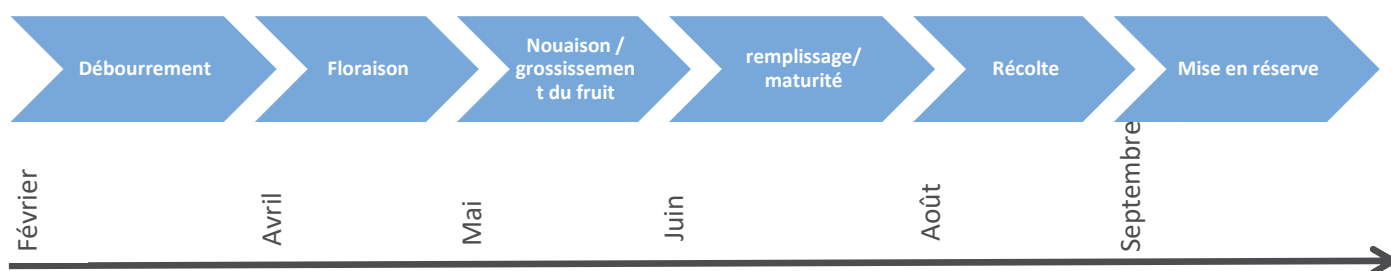 Débourrement
Floraison
Nouaison /
grossissemen
t du fruit
remplissage/
maturité
Récolte
Mise en réserve
Février
Avril
Mai
Juin
Août
Septembre